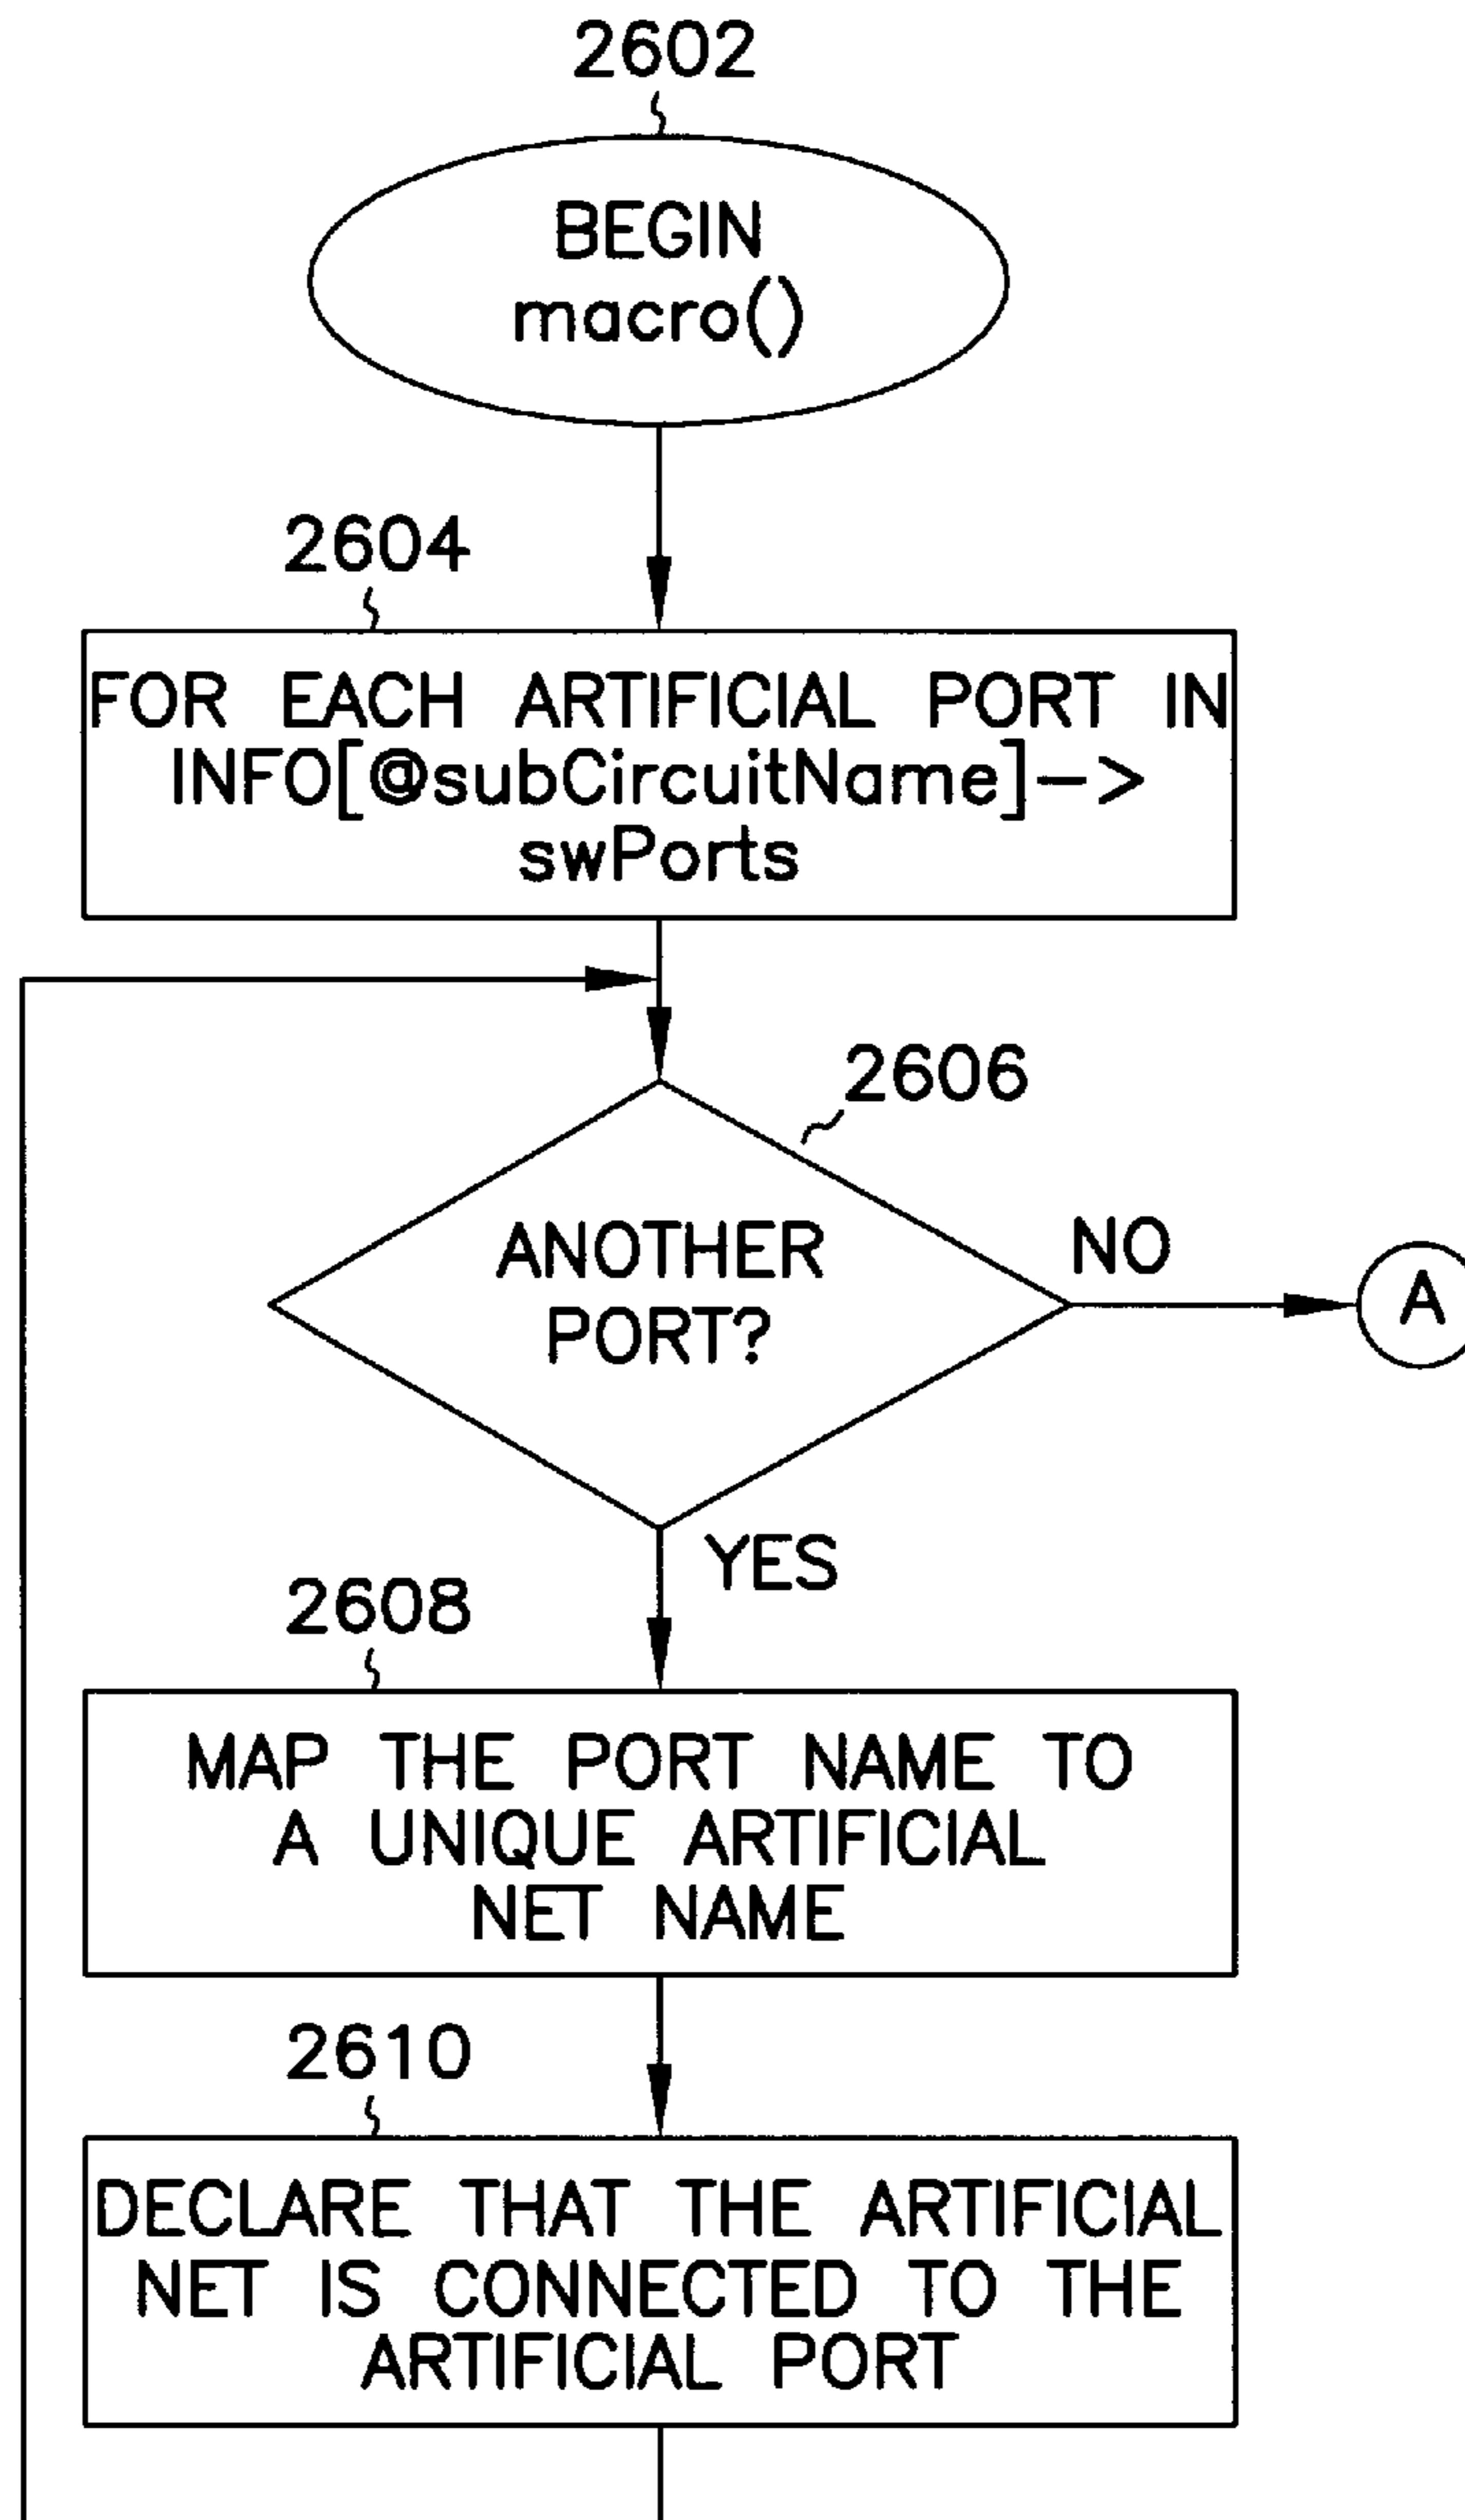 2602
BEGIN
macro()
2604
FOR EACH ARTIFICIAL PORT IN
INFO[@subCircuitName]->
swPorts
2606
ANOTHER
PORT?
NO
A
YES
2608
MAP THE PORT NAME TO
A UNIQUE ARTIFICIAL
NET NAME
2610
DECLARE THAT THE ARTIFICIAL
NET IS CONNECTED TO THE
ARTIFICIAL PORT